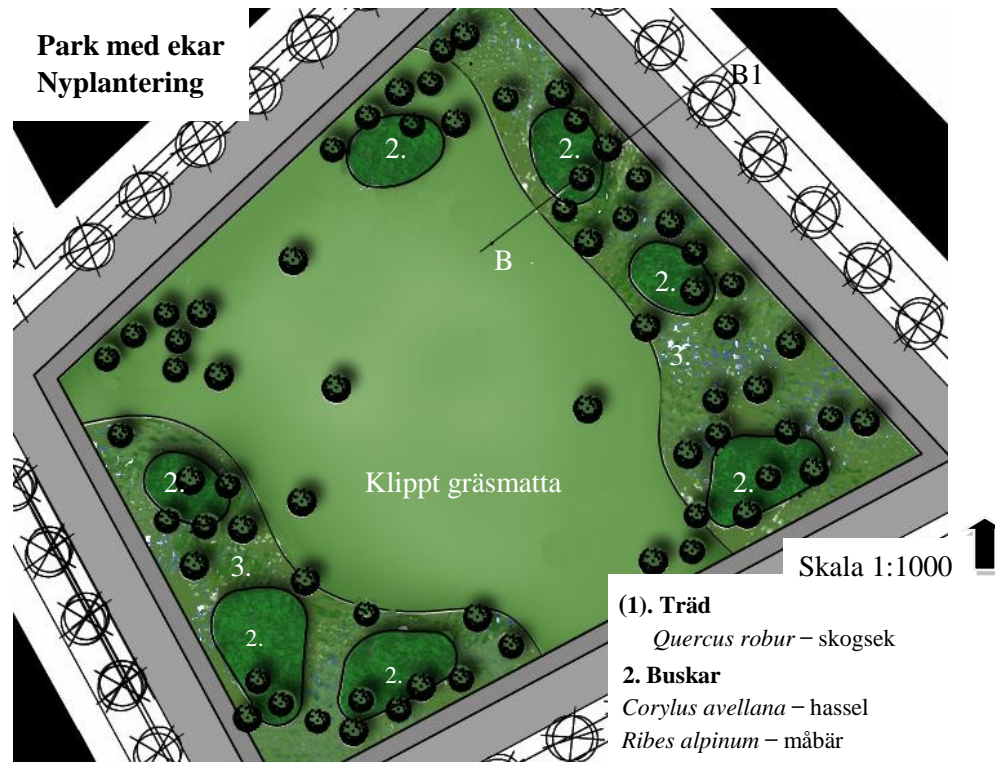 Park med ekar
Nyplantering
B1
2.
2.
B
2.
3.
Klippt gräsmatta
2.
2.
3.
2.
2.
Skala 1:1000
(1). Träd
Quercus robur – skogsek
2. Buskar
Corylus avellana – hassel
Ribes alpinum – måbär